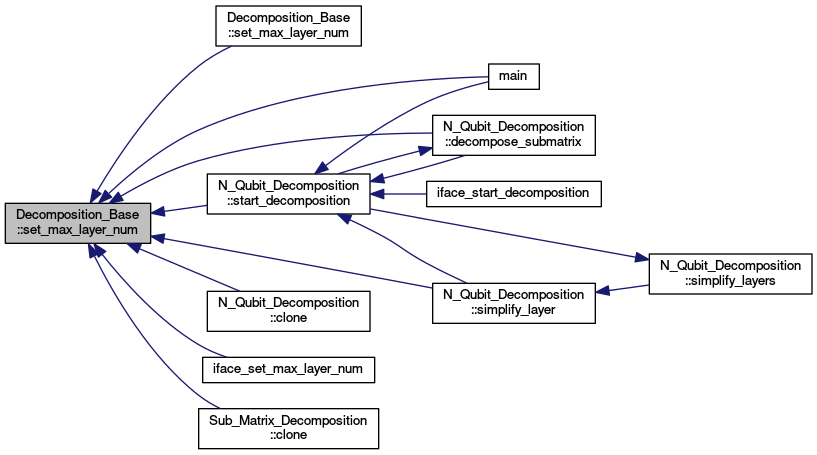 Decomposition_Base
::set_max_layer_num
main
N_Qubit_Decomposition
::decompose_submatrix
N_Qubit_Decomposition
::start_decomposition
iface_start_decomposition
Decomposition_Base
::set_max_layer_num
N_Qubit_Decomposition
::simplify_layers
N_Qubit_Decomposition
::simplify_layer
N_Qubit_Decomposition
::clone
iface_set_max_layer_num
Sub_Matrix_Decomposition
::clone